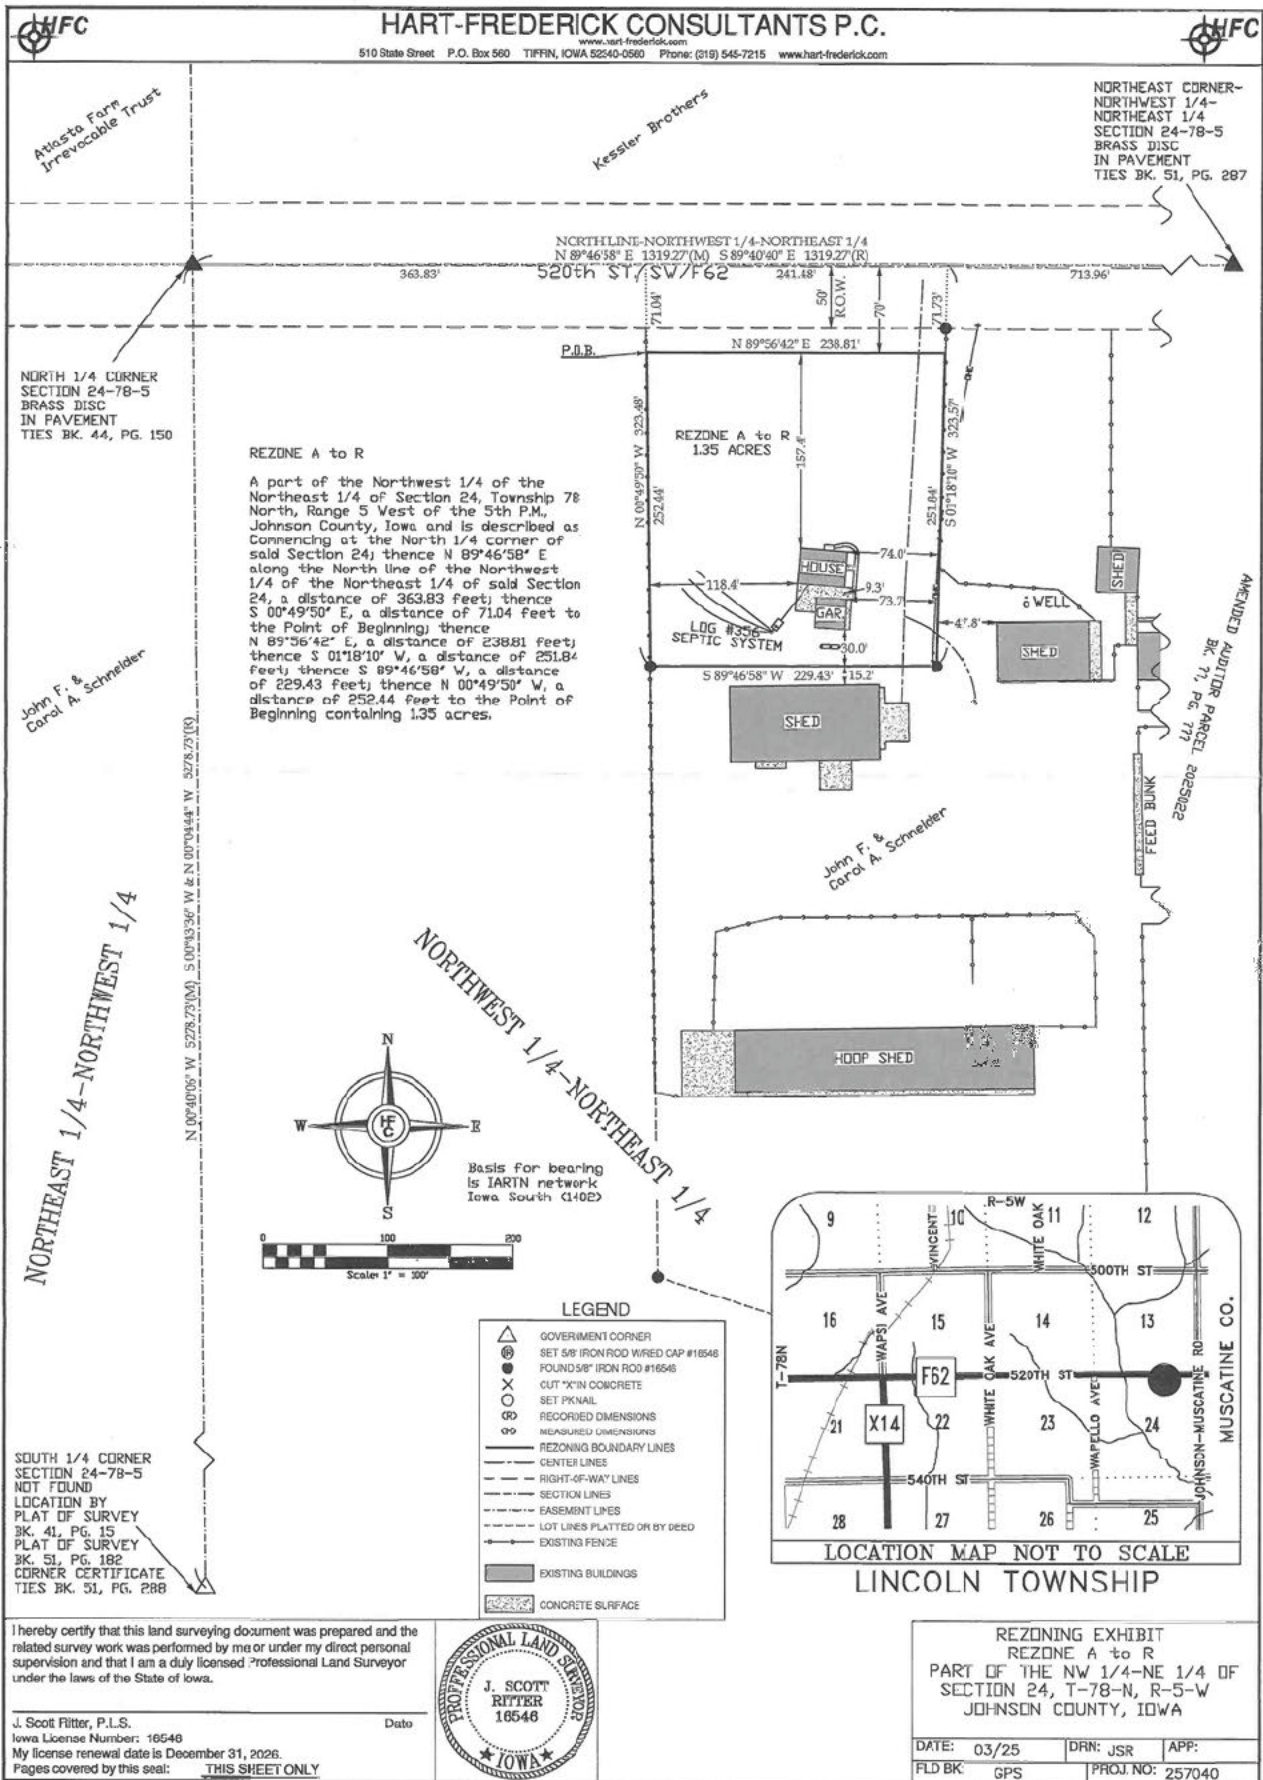 HFC
HART-FREDERICK CONSULTANTS P.C.
www.hart-frederick.com
510 State Street P.O. Box 560 TIFFIN, IOWA 52340-0560 Phone: (319) 545-7215 www.hart-frederick.com
HFC
Atlasta Farm
Irrevocable Trust
Kessler Brothers
NORTHEAST CORNER-
NORTHWEST 1/4-
NORTHEAST 1/4
SECTION 24-78-5
BRASS DISC
IN PAVEMENT
TIES BK. 51, PG. 287
NORTH LINE-NORTHWEST 1/4-NORTHEAST 1/4
N 89°46'58" E 1319.27'(M) S 89°40'40" E 1319.27'(R)
363.83'
520th ST/SW/F62
241.48'
713.96'
71.04'
50'
R.O.W.
70'
71.73'
P.O.B.
N 89°56'42" E 238.81'
NORTH 1/4 CORNER
SECTION 24-78-5
BRASS DISC
IN PAVEMENT
TIES BK. 44, PG. 150
N 00°49'50" W 323.48'
252.44'
REZONE A to R
1.35 ACRES
157.4'
251.84'
S 01°18'10" W 323.57'
REZONE A to R
A part of the Northwest 1/4 of the
Northeast 1/4 of Section 24, Township 78
North, Range 5 West of the 5th P.M.,
Johnson County, Iowa and is described as
Commencing at the North 1/4 corner of
said Section 24; thence N 89°46'58" E
along the North line of the Northwest
1/4 of the Northeast 1/4 of said Section
24, a distance of 363.83 feet; thence
S 00°49'50" E, a distance of 71.04 feet to
the Point of Beginning; thence
N 89°56'42" E, a distance of 238.81 feet;
thence S 01°18'10" W, a distance of 251.84
feet; thence S 89°46'58" W, a distance
of 229.43 feet; thence N 00°49'50" W, a
distance of 252.44 feet to the Point of
Beginning containing 1.35 acres.
HOUSE
74.0'
118.4'
9.3'
73.7'
GAR.
LOG #356
SEPTIC SYSTEM
30.0'
S 89°46'58" W 229.43'
15.2'
WELL
SHED
SHED
SHED
AMENDED AUDITOR PARCEL 2025022
BK. ??, PG. ???
FEED BUNK
John F. &
Carol A. Schneider
John F. &
Carol A. Schneider
N 00°40'06" W 5278.73'(M) S 00°43'36" W & N 00°04'44" W 5278.73'(R)
NORTHEAST 1/4-NORTHWEST 1/4
NORTHWEST 1/4-NORTHEAST 1/4
HOOP SHED
N
W
HFC
E
S
Basis for bearing
is IARTN network
Iowa South (1402)
0 100 200
Scale: 1" = 100'
LEGEND
GOVERNMENT CORNER
SET 5/8" IRON ROD W/RED CAP #16546
FOUND 5/8" IRON ROD #16546
CUT "X" IN CONCRETE
SET PKNAIL
(R) RECORDED DIMENSIONS
(M) MEASURED DIMENSIONS
REZONING BOUNDARY LINES
CENTER LINES
RIGHT-OF-WAY LINES
SECTION LINES
EASEMENT LINES
LOT LINES PLATTED OR BY DEED
EXISTING FENCE
EXISTING BUILDINGS
CONCRETE SURFACE
R-5W
9
VINCENT
10
WHITE OAK
11
12
500TH ST
16
WAPSI AVE
15
14
13
T-78N
F62
WHITE OAK AVE
520TH ST
21
X14
22
23
WAPELLO AVE
24
JOHNSON-MUSCATINE RD
MUSCATINE CO.
540TH ST
28
27
26
25
LOCATION MAP NOT TO SCALE
LINCOLN TOWNSHIP
SOUTH 1/4 CORNER
SECTION 24-78-5
NOT FOUND
LOCATION BY
PLAT OF SURVEY
BK. 41, PG. 15
PLAT OF SURVEY
BK. 51, PG. 182
CORNER CERTIFICATE
TIES BK. 51, PG. 288
I hereby certify that this land surveying document was prepared and the
related survey work was performed by me or under my direct personal
supervision and that I am a duly licensed Professional Land Surveyor
under the laws of the State of Iowa.
J. Scott Ritter, P.L.S. Date
Iowa License Number: 16546
My license renewal date is December 31, 2026.
Pages covered by this seal: THIS SHEET ONLY
PROFFESSIONAL LAND SURVEYOR
J. SCOTT
RITTER
16546
IOWA
REZONING EXHIBIT
REZONE A to R
PART OF THE NW 1/4-NE 1/4 OF
SECTION 24, T-78-N, R-5-W
JOHNSON COUNTY, IOWA
DATE: 03/25 DRN: JSR APP:
FLD BK: GPS PROJ. NO: 257040